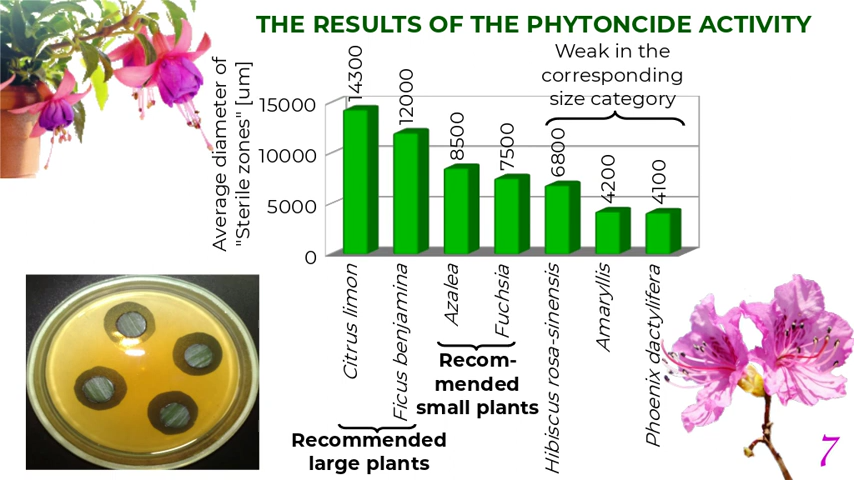 THE RESULTS OF THE PHYTONCIDE ACTIVITY
Average diameter of
"Sterile zones" [um]
15000
10000
5000
0
14300
12000
8500
7500
6800
4200
4100
Weak in the
corresponding
size category
Citrus limon
Ficus benjamina
Azalea
Fuchsia
Hibiscus rosa-sinensis
Amaryllis
Phoenix dactylifera
Recom-
mended
small plants
Recommended
large plants
7